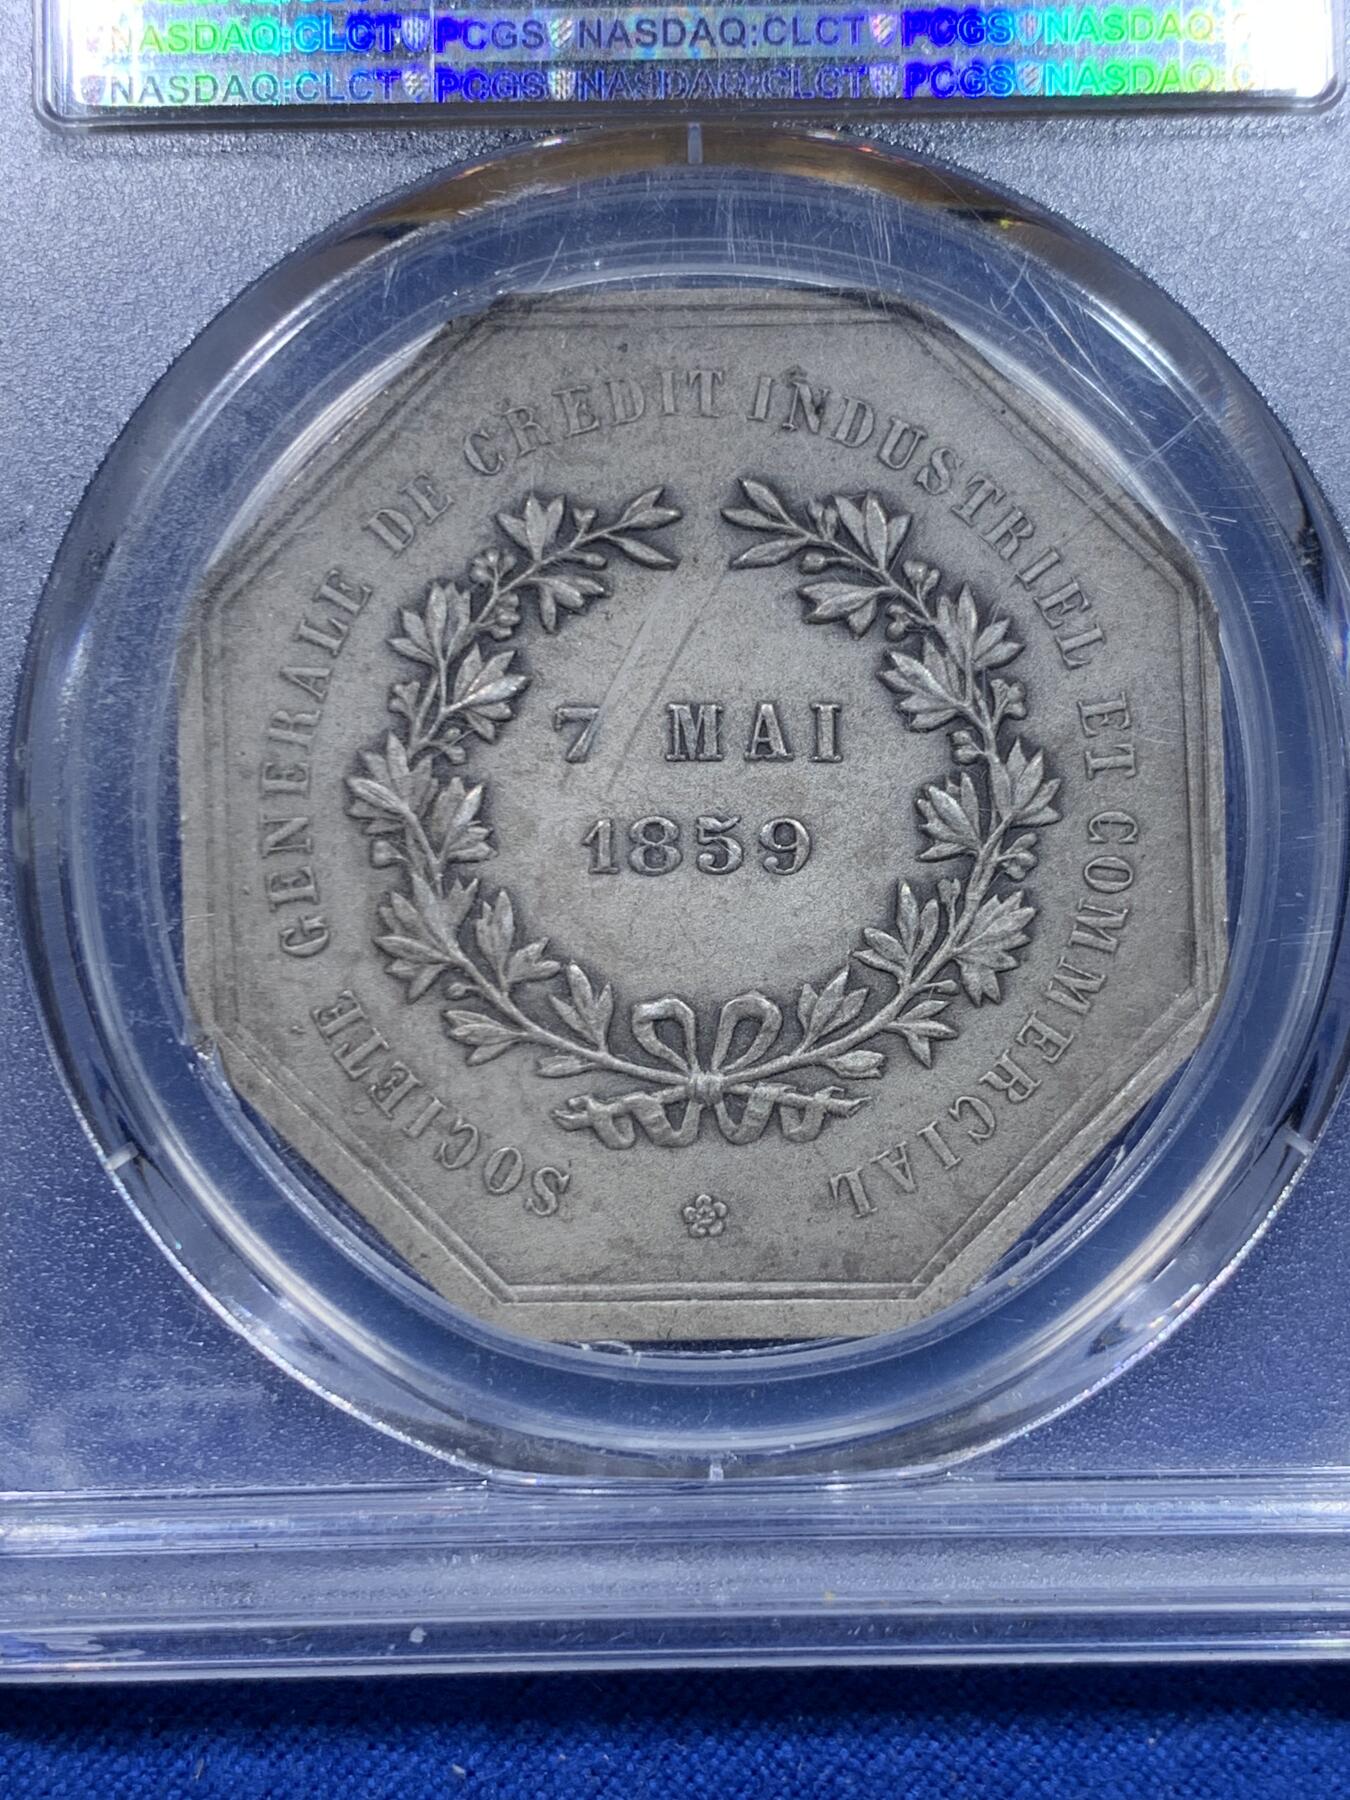 NASDAQ:CLCT PCGS NASDAQ:CLCT PCGS NASDAQ:C
NASDAQ:CLCT PCGS NASDAQ:CLCT PCGS NASDAQ:C
SOCIETE GENERALE DE CREDIT INDUSTRIEL ET COMMERCIAL
7 MAI
1859